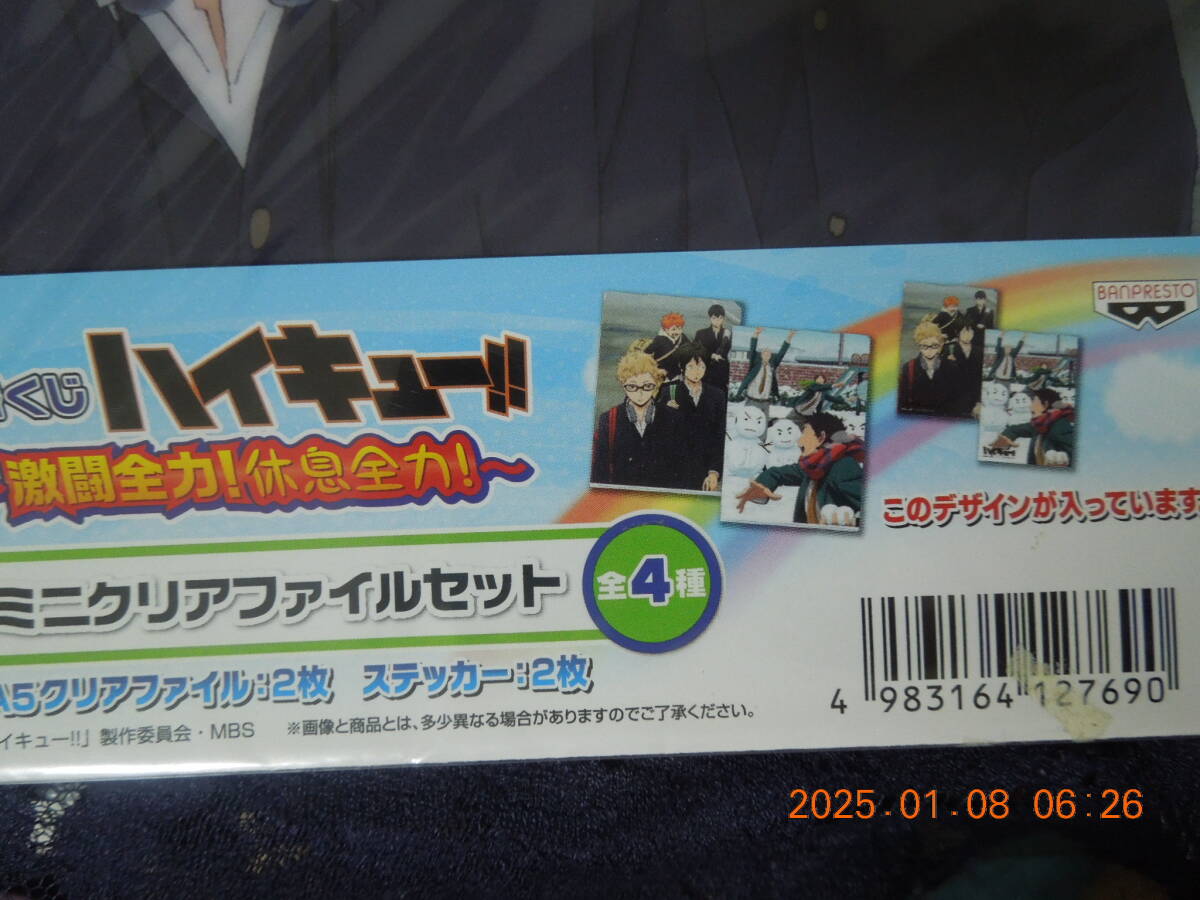 BANPRESTO
くじ ハイキュー!!
激闘全力!休息全力!~
このデザインが入っています
ミニクリアファイルセット 全4種
A5クリアファイル:2枚 ステッカー:2枚
イキュー!!」製作委員会・MBS ※画像と商品とは、多少異なる場合がありますのでご了承ください。
4 983164 127690
2025.01.08 06:26